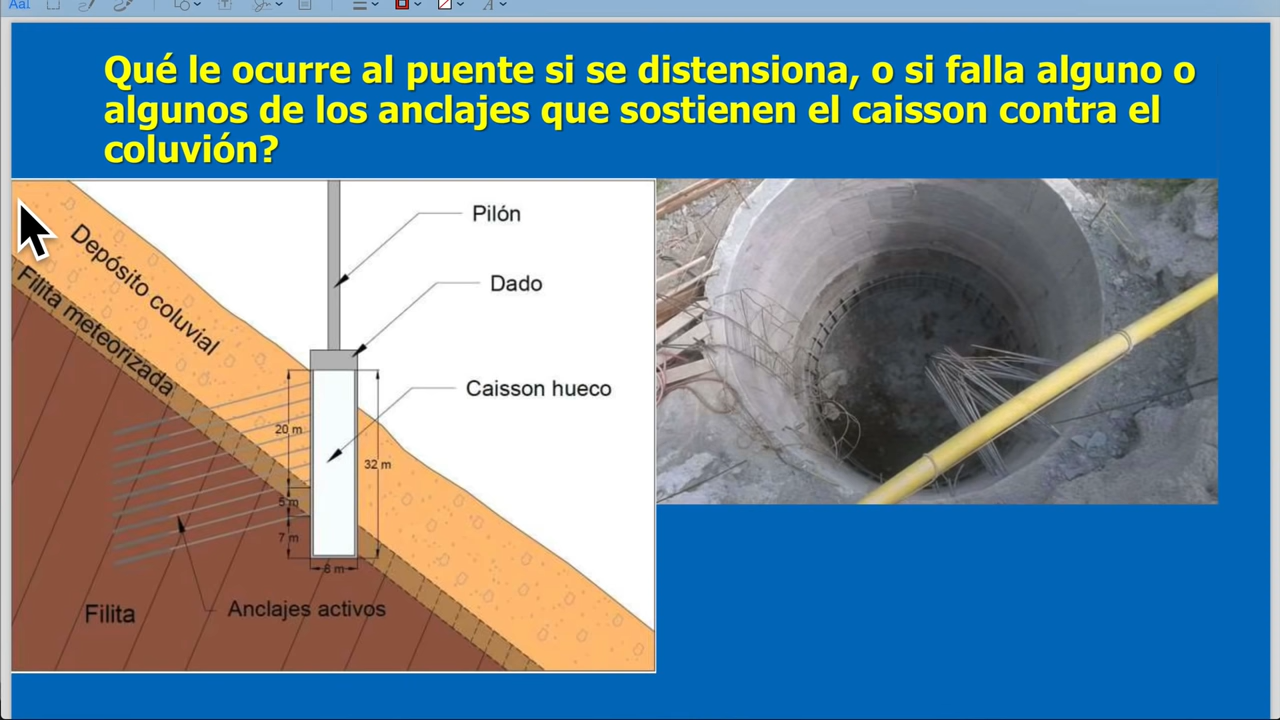 AaI
Qué le ocurre al puente si se distensiona, o si falla alguno o
algunos de los anclajes que sostienen el caisson contra el
coluvión?
Pilón
Depósito coluvial
Dado
Filita meteorizada
Caisson hueco
20 m
32 m
5 m
7 m
8 m
Filita
Anclajes activos